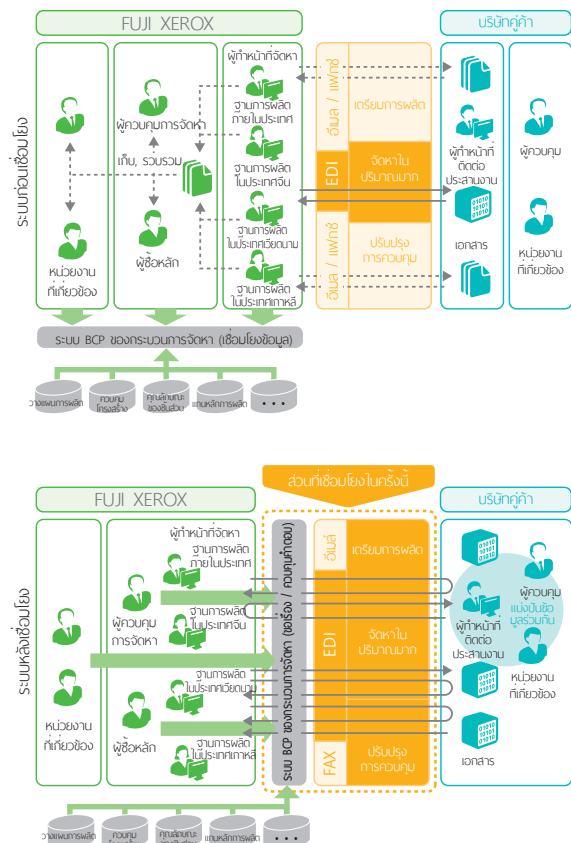 FUJI XEROX
บริษัทคู่ค้า
ระบบก่อนเชื่อมโยง
ผู้ควบคุมการจัดหา
เก็บ, รวบรวม
หน่วยงาน
ที่เกี่ยวข้อง
ผู้ซื้อหลัก
ผู้ทำหน้าที่จัดหา
ฐานการผลิต
ภายในประเทศ
ฐานการผลิต
ในประเทศจีน
ฐานการผลิต
ในประเทศเวียดนาม
ฐานการผลิต
ในประเทศเกาหลี
อีเมล / แฟกซ์
EDI
อีเมล / แฟกซ์
เตรียมการผลิต
จัดหาใน
ปริมาณมาก
ปรับปรุง
การควบคุม
ผู้ทำหน้าที่
ติดต่อ
ประสานงาน
01010
10101
01010
เอกสาร
ผู้ควบคุม
หน่วยงาน
ที่เกี่ยวข้อง
ระบบ BCP ของกระบวนการจัดหา (เชื่อมโยงข้อมูล)
วางแผนการผลิต
ควบคุม
โครงสร้าง
คุณลักษณะ
ของชิ้นส่วน
แกนหลักการผลิต
• • •
ส่วนที่เชื่อมโยงในครั้งนี้
FUJI XEROX
บริษัทคู่ค้า
ระบบหลังเชื่อมโยง
หน่วยงาน
ที่เกี่ยวข้อง
ผู้ควบคุม
การจัดหา
ผู้ซื้อหลัก
ผู้ทำหน้าที่จัดหา
ฐานการผลิต
ภายในประเทศ
ฐานการผลิต
ในประเทศจีน
ฐานการผลิต
ในประเทศเวียดนาม
ฐานการผลิต
ในประเทศเกาหลี
ระบบ BCP ของกระบวนการจัดหา (ขอเรื่อง / ควบคุมคำตอบ)
อีเมล์
EDI
FAX
เตรียมการผลิต
จัดหาใน
ปริมาณมาก
ปรับปรุง
การควบคุม
01010
10101
01010
ผู้ควบคุม
แบ่งปันข้อ
มูลร่วมกัน
ผู้ทำหน้าที่
ติดต่อ
ประสานงาน
หน่วยงาน
ที่เกี่ยวข้อง
01010
10101
01010
01010
10101
01010
เอกสาร
วางแผนการผลิต
ควบคุม
คุณลักษณะ
แกนหลักการผลิต
• • •